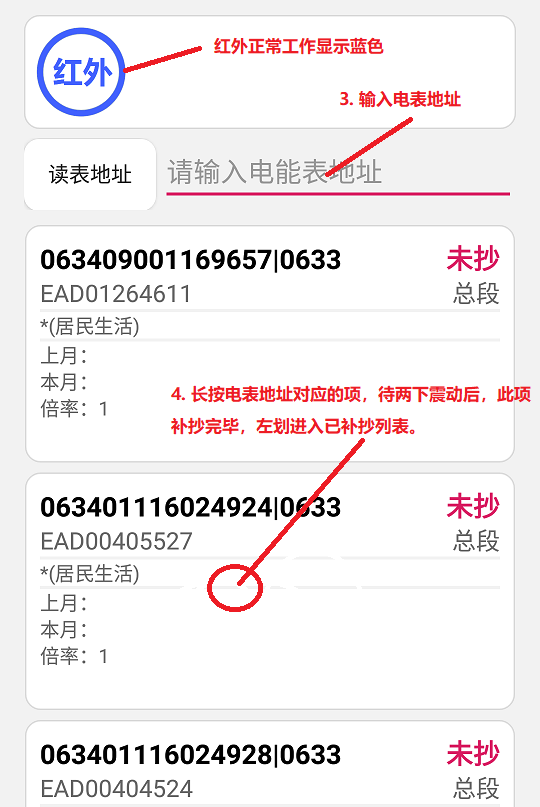 红外
红外正常工作显示蓝色
3. 输入电表地址
读表地址
请输入电能表地址
063409001169657|0633
未抄
EAD01264611
总段
*(居民生活)
上月：
本月：
倍率：1
4. 长按电表地址对应的项，待两下震动后，此项
补抄完毕，左划进入已补抄列表。
063401116024924|0633
未抄
EAD00405527
总段
*(居民生活)
上月：
本月：
倍率：1
063401116024928|0633
未抄
EAD00404524
总段